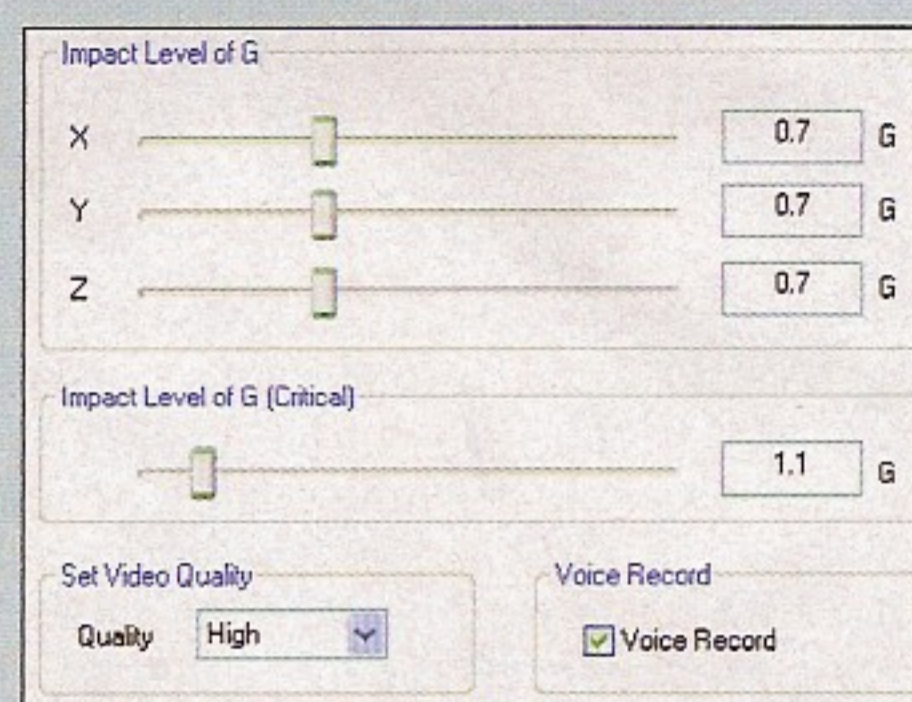 Impact Level of G
X 0.7 G
Y 0.7 G
Z 0.7 G
Impact Level of G (Critical)
1.1 G
Set Video Quality
Voice Record
Quality High
Voice Record